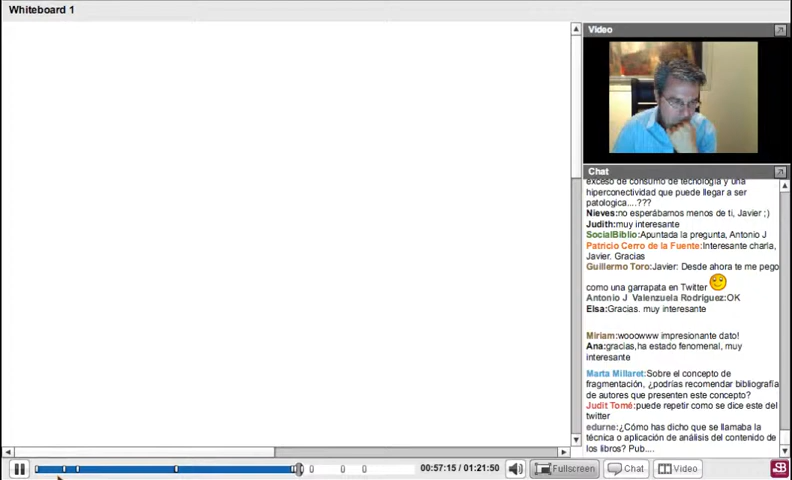 Whiteboard 1
Video
Chat
exceso de consumo de tecnología y una
hiperconectividad que puede llegar a ser
patologica....???
Nieves:no esperábamos menos de ti, Javier ;)
Judith:muy interesante
SocialBiblio:Apuntada la pregunta, Antonio J
Patricio Cerro de la Fuente:Interesante charla,
Javier. Gracias
Guillermo Toro:Javier: Desde ahora te me pego
como una garrapata en Twitter
Antonio J Valenzuela Rodriguez:OK
Elsa:Gracias. muy interesante
Miriam:wooowww impresionante dato!
Ana:gracias,ha estado fenomenal, muy
interesante
Marta Millaret:Sobre el concepto de
fragmentación, ¿podrías recomendar bibliografía
de autores que presenten este concepto?
Judit Tomé:puede repetir como se dice este del
twitter
edurne:¿Cómo has dicho que se llamaba la
técnica o aplicación de análisis del contenido de
los libros? Pub....
00:57:15 / 01:21:50
Fullscreen
Chat
Video
SB